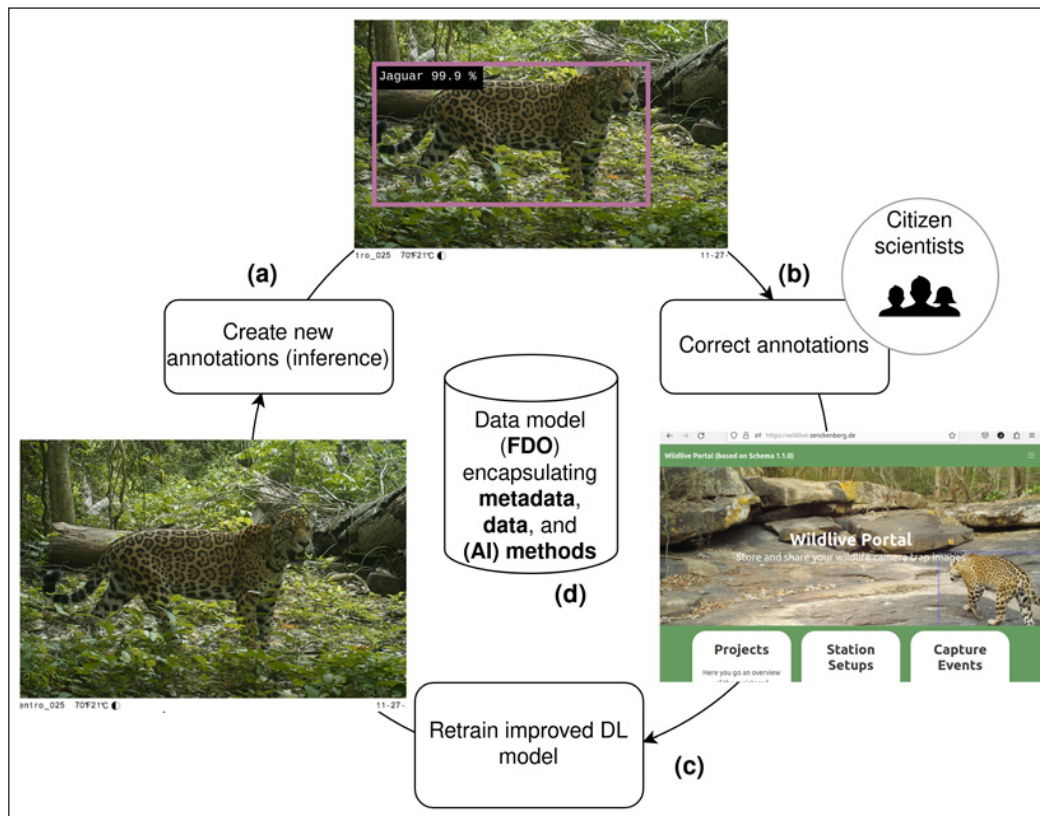 Jaguar 99.9 %
tro_025 70°F21°C
11-27-
(a)
(b)
Citizen
scientists
Create new
annotations (inference)
Correct annotations
Data model
(FDO)
encapsulating
metadata,
data, and
(AI) methods
(d)
https://wildlive.senckenberg.de
Wildlive Portal (based on Schema 1.1.0)
Wildlive Portal
Store and share your wildlife camera trap images
Projects
Here you go an overview
Station
Setups
Capture
Events
entro_025 70°F21°C
11-27-
Retrain improved DL
model
(c)